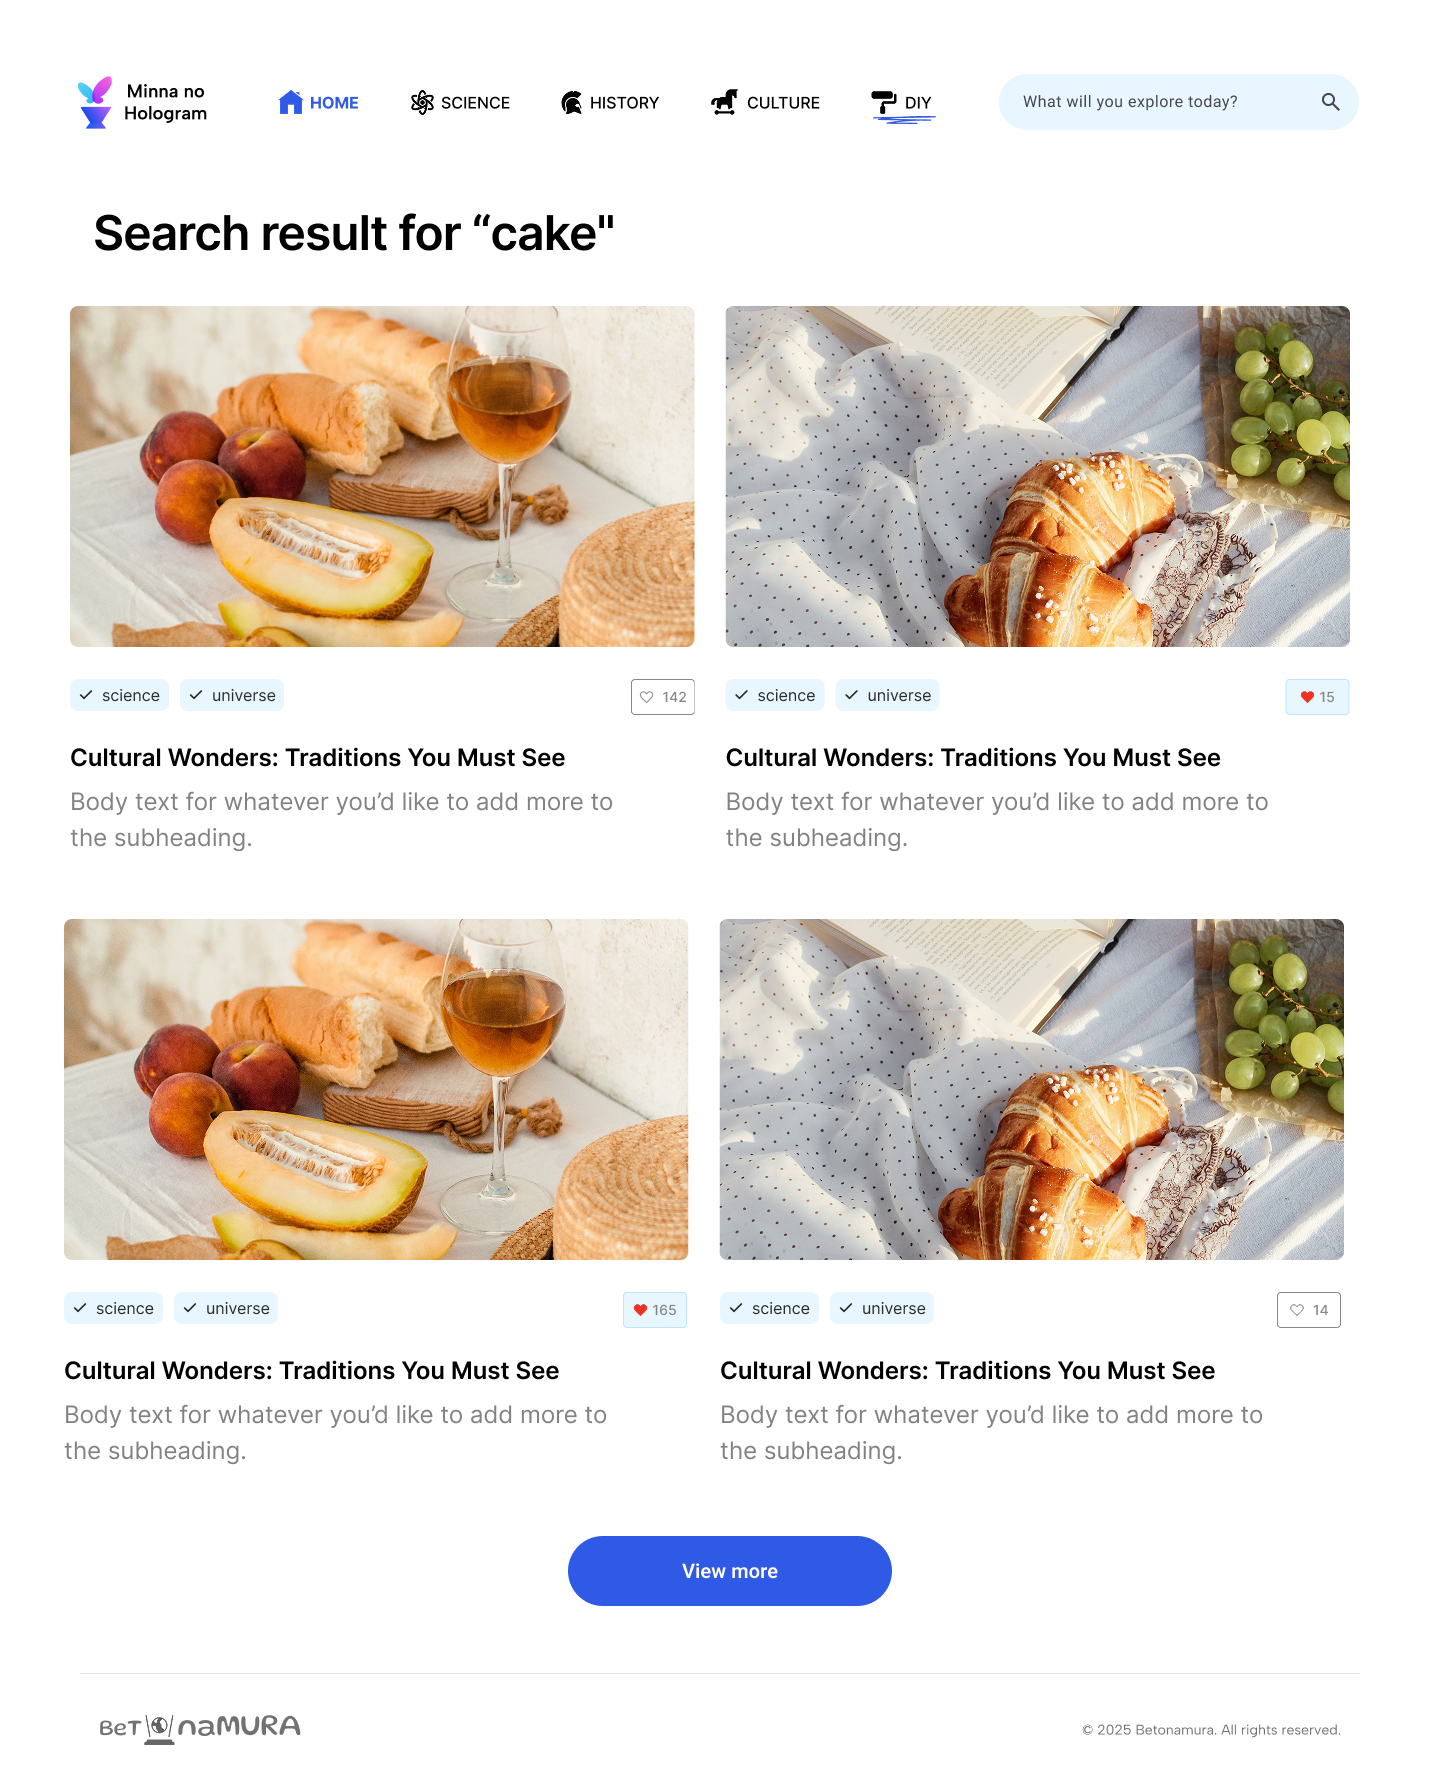 Minna no
Hologram
HOME
SCIENCE
HISTORY
CULTURE
DIY
What will you explore today?
Search result for “cake"
science
universe
142
science
universe
15
Cultural Wonders: Traditions You Must See
Body text for whatever you’d like to add more to
the subheading.
Cultural Wonders: Traditions You Must See
Body text for whatever you’d like to add more to
the subheading.
science
universe
165
science
universe
14
Cultural Wonders: Traditions You Must See
Body text for whatever you’d like to add more to
the subheading.
Cultural Wonders: Traditions You Must See
Body text for whatever you’d like to add more to
the subheading.
View more
BeTonaMURA
© 2025 Betonamura. All rights reserved.